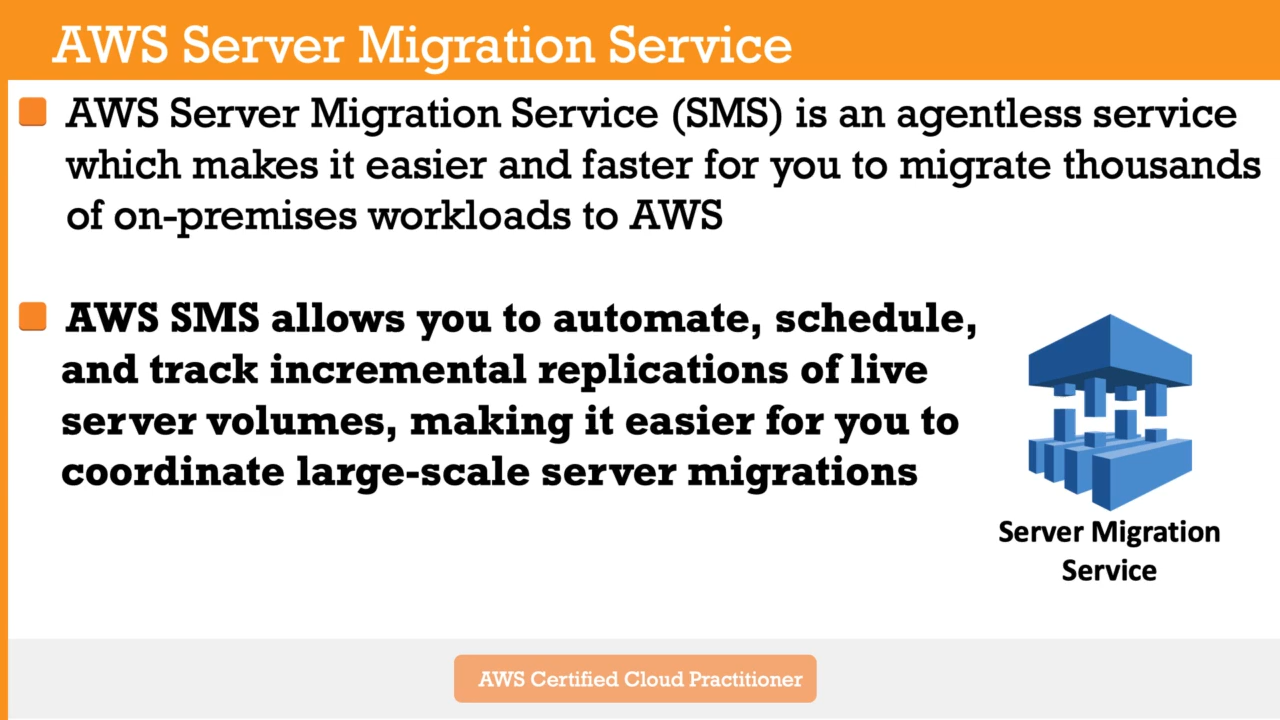 AWS Server Migration Service
AWS Server Migration Service (SMS) is an agentless service
which makes it easier and faster for you to migrate thousands
of on-premises workloads to AWS
AWS SMS allows you to automate, schedule,
and track incremental replications of live
server volumes, making it easier for you to
coordinate large-scale server migrations
Server Migration
Service
AWS Certified Cloud Practitioner